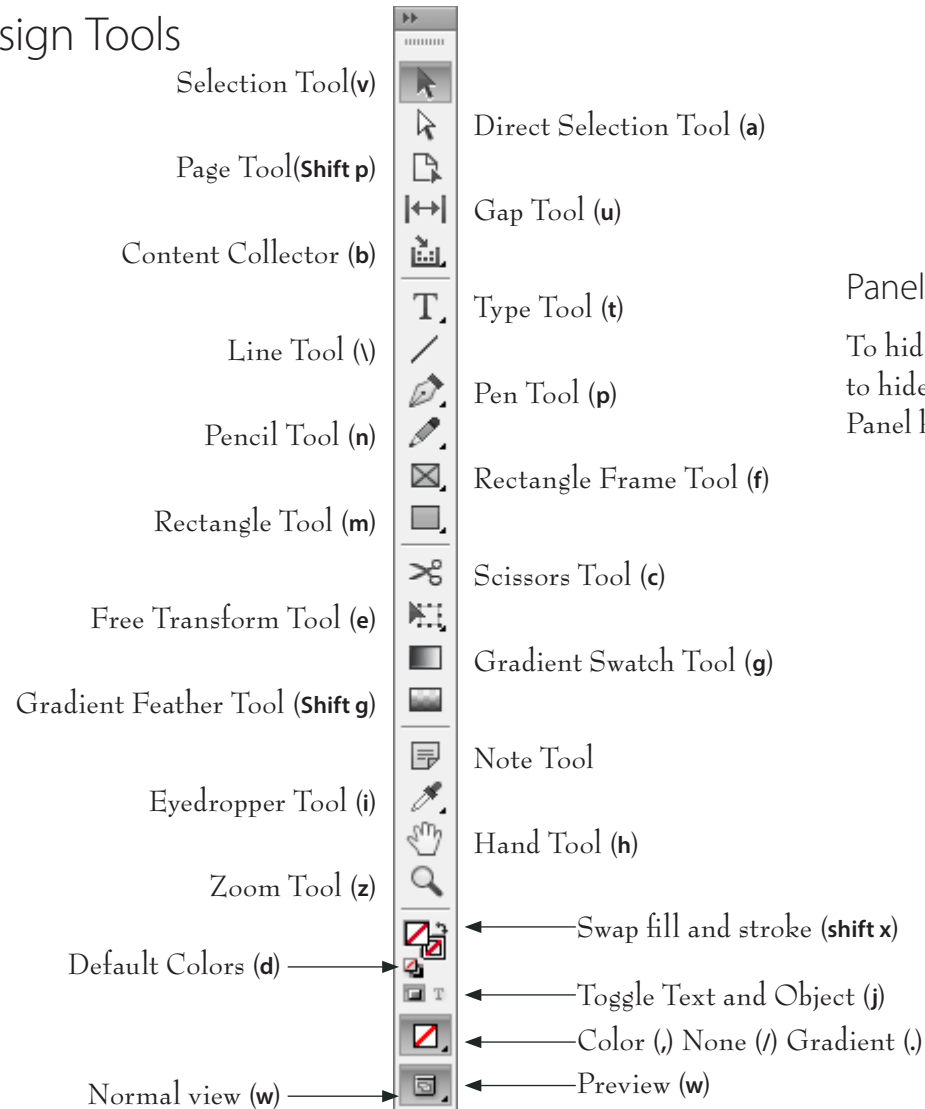 sign Tools
Selection Tool(v)
Direct Selection Tool (a)
Page Tool(Shift p)
Gap Tool (u)
Content Collector (b)
Panel
Type Tool (t)
To hid
Line Tool (\)
to hide
Pen Tool (p)
Panel
Pencil Tool (n)
Rectangle Frame Tool (f)
Rectangle Tool (m)
Scissors Tool (c)
Free Transform Tool (e)
Gradient Swatch Tool (g)
Gradient Feather Tool (Shift g)
Note Tool
Eyedropper Tool (i)
Hand Tool (h)
Zoom Tool (z)
Swap fill and stroke (shift x)
Default Colors (d)
Toggle Text and Object (j)
Color (,) None (/) Gradient (.)
Preview (w)
Normal view (w)